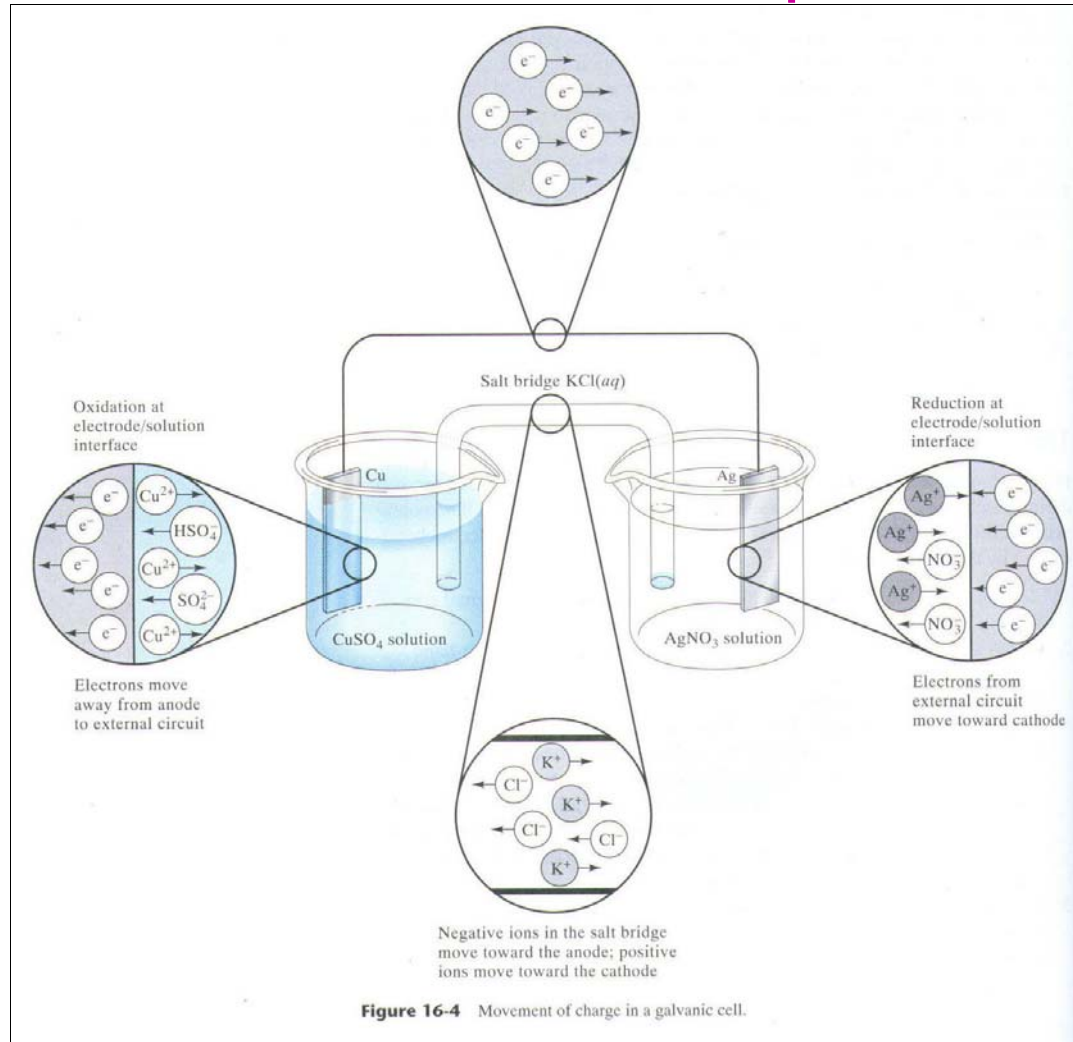 e⁻
e⁻
e⁻
e⁻
e⁻
e⁻
Salt bridge KCl(aq)
Oxidation at
electrode/solution
interface
Reduction at
electrode/solution
interface
Cu
Ag
e⁻
Cu²⁺
e⁻
HSO₄⁻
e⁻
Cu²⁺
e⁻
SO₄²⁻
e⁻
Cu²⁺
Ag⁺
e⁻
Ag⁺
e⁻
NO₃⁻
e⁻
Ag⁺
e⁻
NO₃⁻
e⁻
CuSO₄ solution
AgNO₃ solution
Electrons move
away from anode
to external circuit
Electrons from
external circuit
move toward cathode
K⁺
Cl⁻
K⁺
Cl⁻
Cl⁻
K⁺
Negative ions in the salt bridge
move toward the anode; positive
ions move toward the cathode
Figure 16-4 Movement of charge in a galvanic cell.